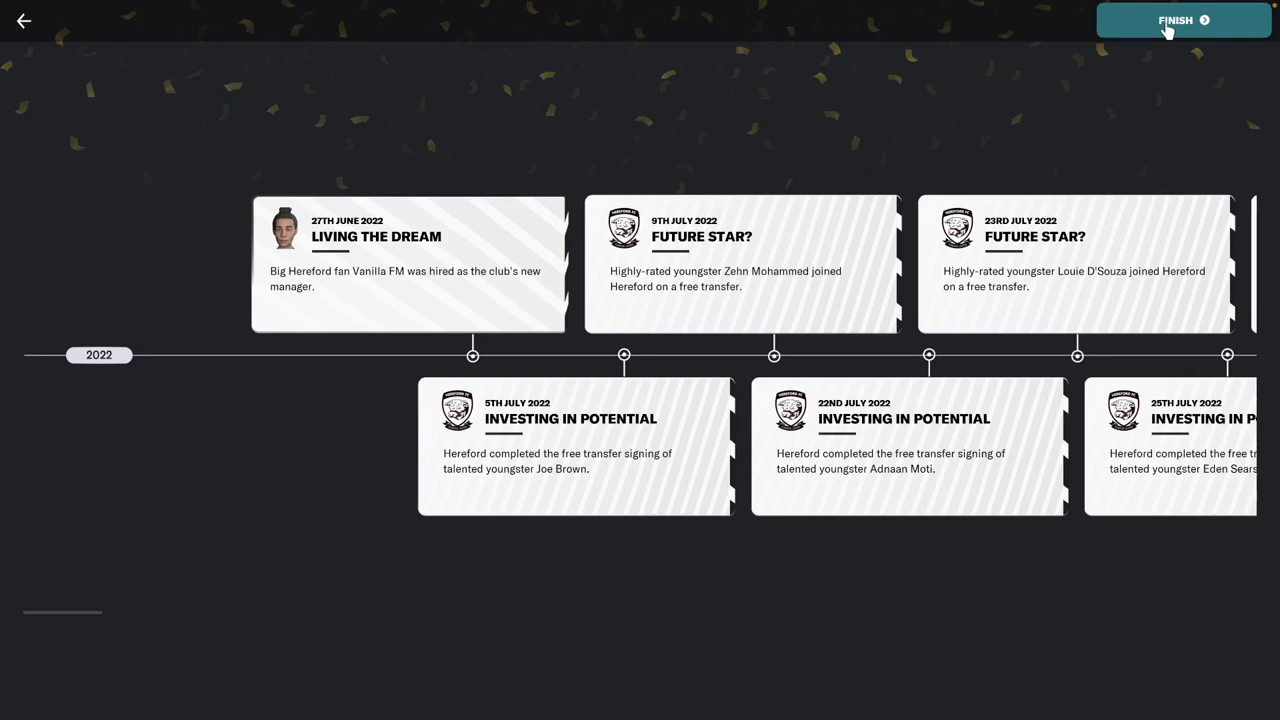 FINISH
27TH JUNE 2022
LIVING THE DREAM
Big Hereford fan Vanilla FM was hired as the club's new
manager.
9TH JULY 2022
FUTURE STAR?
Highly-rated youngster Zehn Mohammed joined
Hereford on a free transfer.
23RD JULY 2022
FUTURE STAR?
Highly-rated youngster Louie D'Souza joined Hereford
on a free transfer.
2022
5TH JULY 2022
INVESTING IN POTENTIAL
Hereford completed the free transfer signing of
talented youngster Joe Brown.
22ND JULY 2022
INVESTING IN POTENTIAL
Hereford completed the free transfer signing of
talented youngster Adnaan Moti.
25TH JULY 2022
INVESTING IN P
Hereford completed the free tr
talented youngster Eden Sears